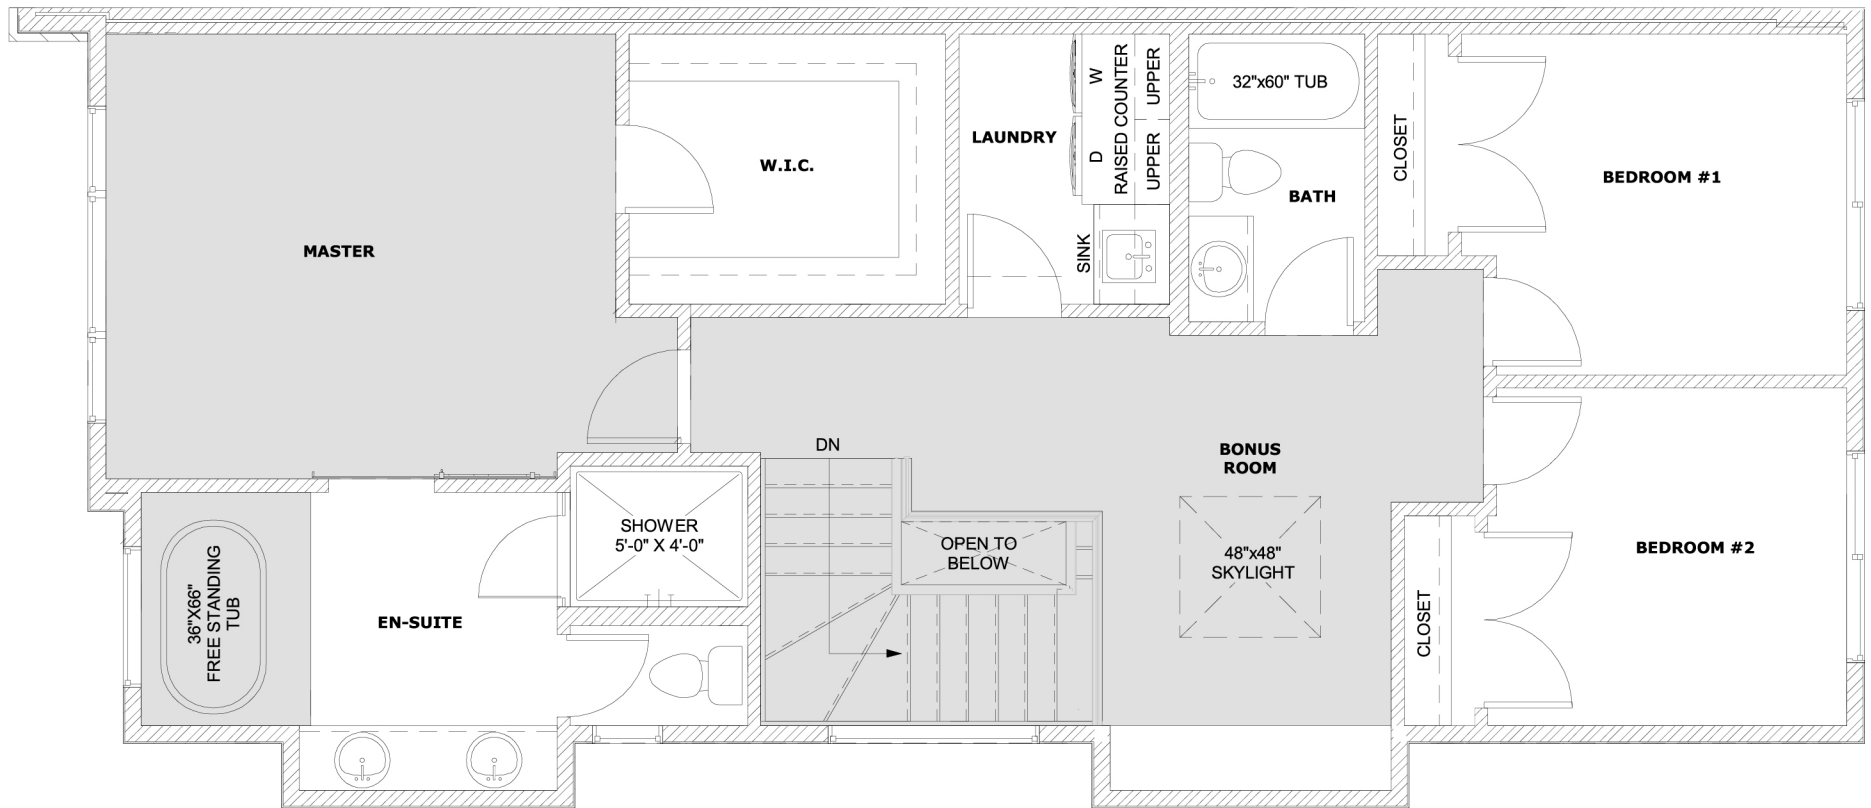 MASTER
W.I.C.
LAUNDRY
D W
RAISED COUNTER
UPPER UPPER
SINK
32"x60" TUB
BATH
CLOSET
BEDROOM #1
DN
BONUS
ROOM
SHOWER
5'-0" X 4'-0"
OPEN TO
BELOW
48"x48"
SKYLIGHT
BEDROOM #2
CLOSET
36"X66"
FREE STANDING
TUB
EN-SUITE